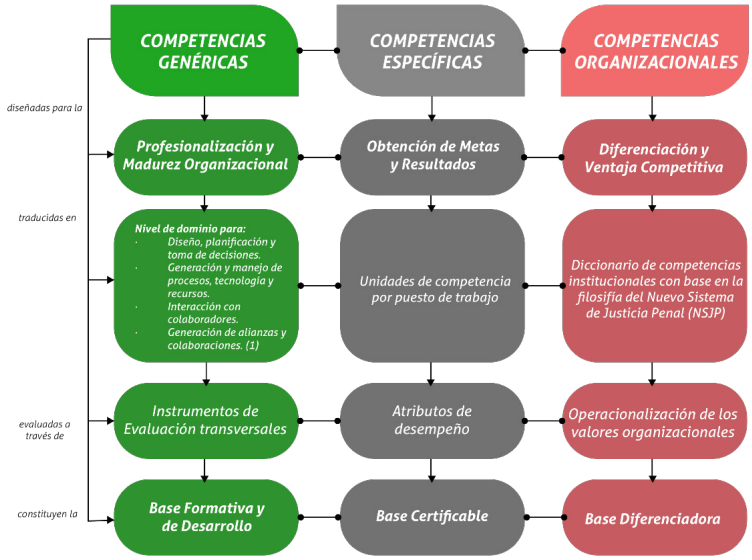 COMPETENCIAS
GENÉRICAS
COMPETENCIAS
ESPECÍFICAS
COMPETENCIAS
ORGANIZACIONALES
diseñadas para la
Profesionalización y
Madurez Organizacional
Obtención de Metas
y Resultados
Diferenciación y
Ventaja Competitiva
traducidas en
Nível de dominio para:
· Diseño, planificación y
toma de decisiones.
· Generación y manejo de
procesos, tecnología y
recursos.
· Interacción con
colaboradores.
· Generación de alianzas y
colaboraciones. (1)
Unidades de competencia
por puesto de trabajo
Diccionario de competencias
institucionales con base en la
filisofía del Nuevo Sistema
de Justicia Penal (NSJP)
evaluadas a
través de
Instrumentos de
Evaluación transversales
Atributos de
desempeño
Operacionalización de los
valores organizacionales
constituyen la
Base Formativa y
de Desarrollo
Base Certificable
Base Diferenciadora